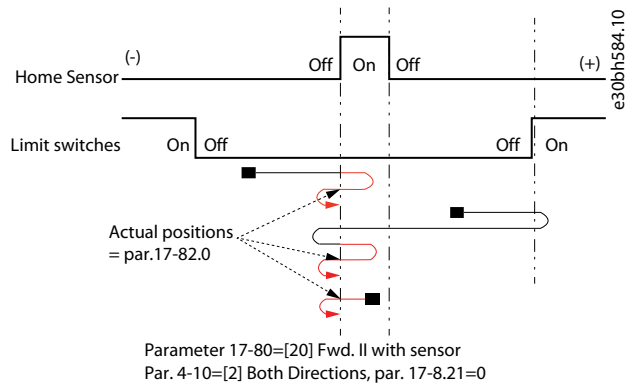 (-)
Off
On
Off
(+)
Home Sensor
Limit switches
On
Off
Off
On
Actual positions
= par.17-82.0
Parameter 17-80=[20] Fwd. II with sensor
Par. 4-10=[2] Both Directions, par. 17-8.21=0
e30bh584.10